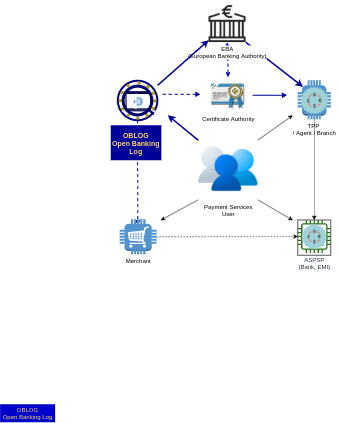 EBA
(European Banking Authority)
Certificate Authority
TPP
/ Agent / Branch
OBLOG
Open Banking
Log
Payment Services
User
Merchant
ASPSP
(Bank, EMI)
OBLOG
Open Banking Log